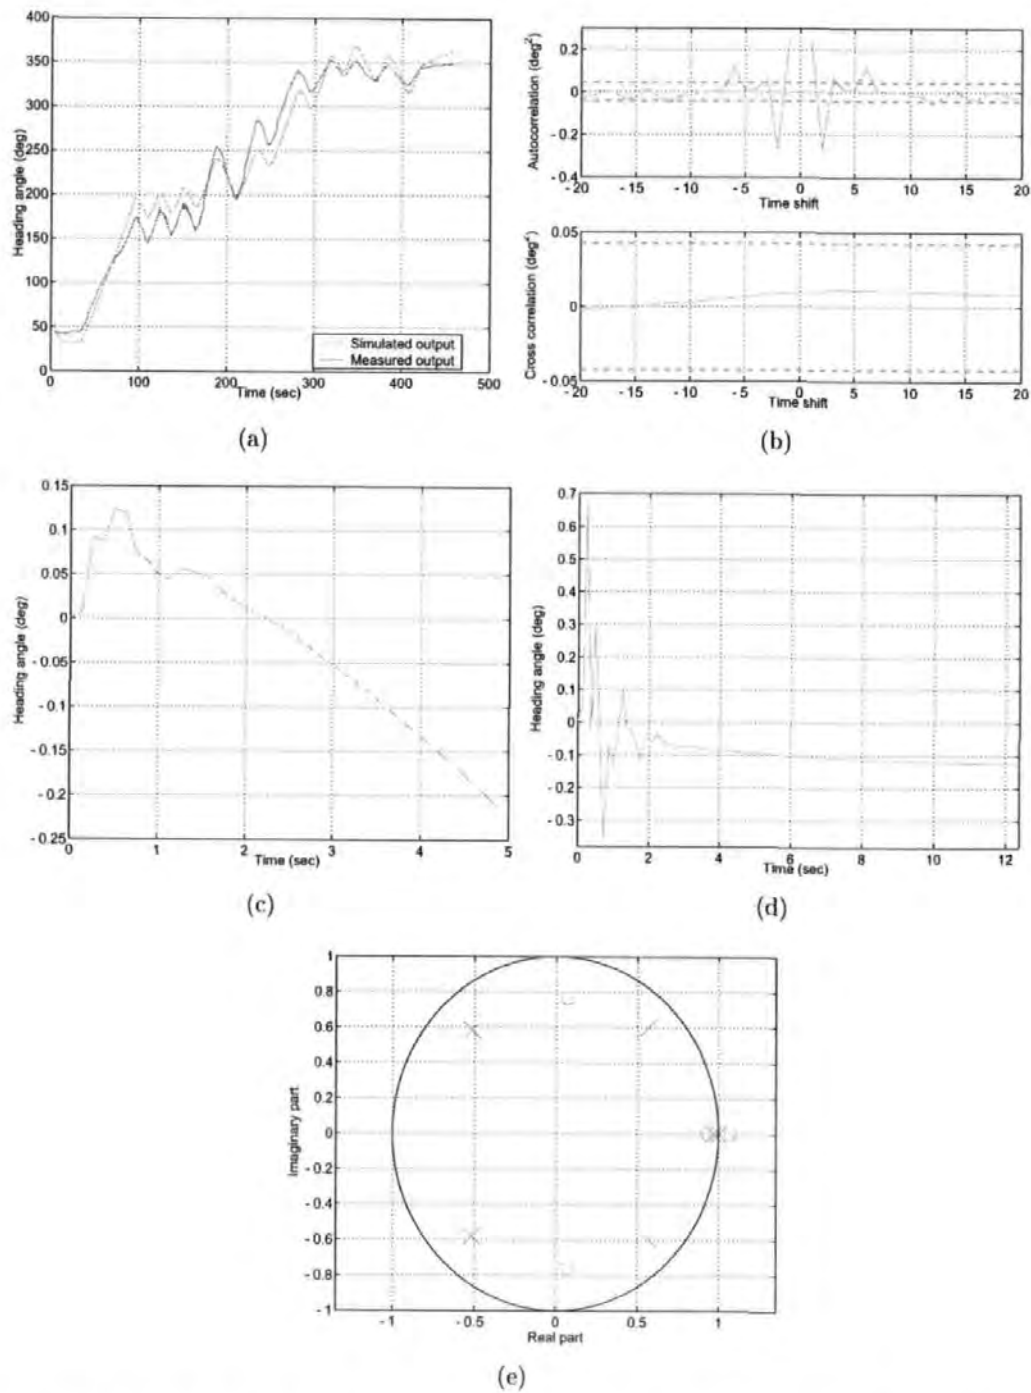 400
350
300
250
200
150
100
50
0
Heading angle (deg)
Simulated output
Measured output
0 100 200 300 400 500
Time (sec)
(a)
0.2
0
- 0.2
- 0.4
Autocorrelation (deg2)
- 20 - 15 - 10 - 5 0 5 10 15 20
Time shift
0.05
0
- 0.05
Cross correlation (deg2)
- 20 - 15 - 10 - 5 0 5 10 15 20
Time shift
(b)
0.15
0.1
0.05
0
- 0.05
- 0.1
- 0.15
- 0.2
- 0.25
Heading angle (deg)
0 1 2 3 4 5
Time (sec)
(c)
0.7
0.6
0.5
0.4
0.3
0.2
0.1
0
- 0.1
- 0.2
- 0.3
Heading angle (deg)
0 2 4 6 8 10 12
Time (sec)
(d)
1
0.8
0.6
0.4
0.2
0
- 0.2
- 0.4
- 0.6
- 0.8
- 1
Imaginary part
- 1 - 0.5 0 0.5 1
Real part
(e)